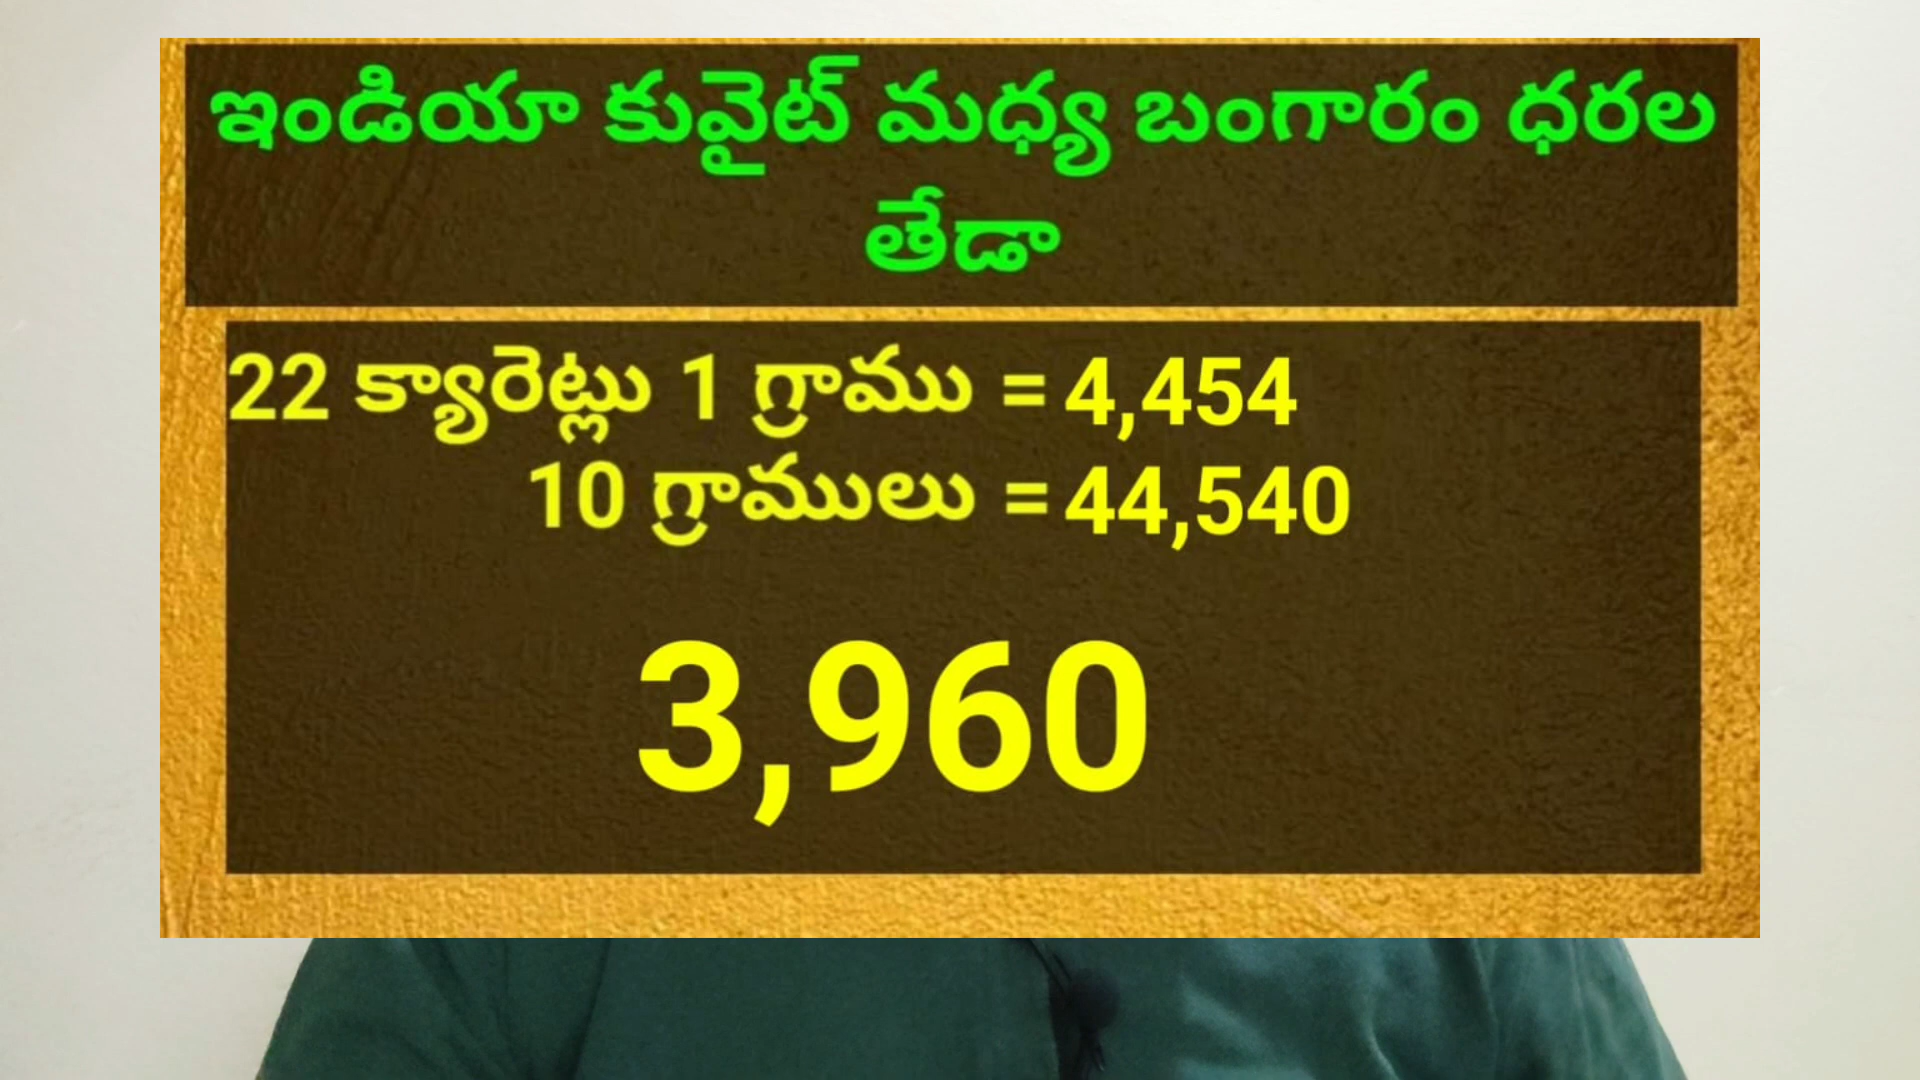 ఇండియా కువైట్ మధ్య బంగారం ధరల
తేడా
22 క్యారెట్లు 1 గ్రాము = 4,454
10 గ్రాములు = 44,540
3,960